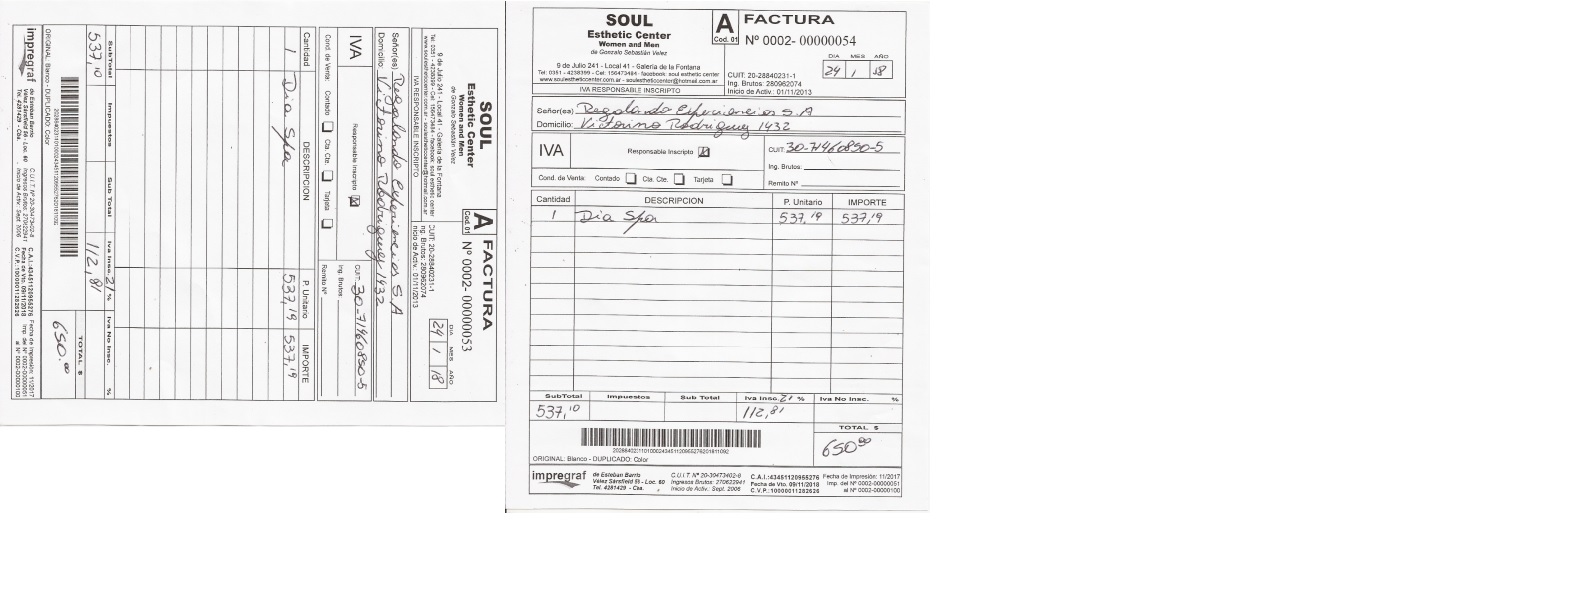 SOUL
Esthetic Center
Women and Men
de Gonzalo Sebastián Velez
9 de Julio 241 - Local 41 - Galería de la Fontana
Tel: 0351 - 4238399 - Cel: 156473484 - facebook: soul esthetic center
www.soulestheticcenter.com.ar - soulestheticcenter@hotmail.com.ar
IVA RESPONSABLE INSCRIPTO
A
Cod. 01
FACTURA
Nº 0002- 00000053
DIA MES AÑO
24 1 18
CUIT: 20-28840231-1
Ing. Brutos: 280962074
Inicio de Activ.: 01/11/2013
Señor(es) Regalando Experiencias S.A
Domicilio: Victorino Rodriguez 1432
IVA
Responsable Inscripto
CUIT: 30-71460850-5
Ing. Brutos:
Cond. de Venta: Contado Cta. Cte. Tarjeta
Remito Nº
Cantidad DESCRIPCION P. Unitario IMPORTE
1 Dia Spa 537,19 537,19
SubTotal Impuestos Sub Total Iva Insc. 21 % Iva No Insc. %
537,10 112,81
TOTAL $
650.00
ORIGINAL: Blanco - DUPLICADO: Color
impregraf
de Esteban Barrio
Vélez Sársfield 51 - Loc. 60
Tel. 4281429 - Cba.
C.U.I.T. Nº 20-30473402-6
Ingresos Brutos: 270622941
Inicio de Activ. Sept. 2006
C.A.I.:43451120955276
Fecha de Vto. 09/11/2018
C.V.P.:10000011282626
Fecha de Impresión: 11/2017
Imp. del Nº 0002-00000051
al Nº 0002-00000100
SOUL
Esthetic Center
Women and Men
de Gonzalo Sebastián Velez
9 de Julio 241 - Local 41 - Galería de la Fontana
Tel: 0351 - 4238399 - Cel: 156473484 - facebook: soul esthetic center
www.soulestheticcenter.com.ar - soulestheticcenter@hotmail.com.ar
IVA RESPONSABLE INSCRIPTO
A
Cod. 01
FACTURA
Nº 0002- 00000054
DIA MES AÑO
24 1 18
CUIT: 20-28840231-1
Ing. Brutos: 280962074
Inicio de Activ.: 01/11/2013
Señor(es) Regalando Experiencias S.A
Domicilio: Victorino Rodriguez 1432
IVA
Responsable Inscripto
CUIT: 30-71460850-5
Ing. Brutos:
Cond. de Venta: Contado Cta. Cte. Tarjeta
Remito Nº
Cantidad DESCRIPCION P. Unitario IMPORTE
1 Dia Spa 537,19 537,19
SubTotal Impuestos Sub Total Iva Insc. 21 % Iva No Insc. %
537,10 112,81
TOTAL $
650 00
ORIGINAL: Blanco - DUPLICADO: Color
impregraf
de Esteban Barrio
Vélez Sársfield 51 - Loc. 60
Tel. 4281429 - Cba.
C.U.I.T. Nº 20-30473402-6
Ingresos Brutos: 270622941
Inicio de Activ. Sept. 2006
C.A.I.:43451120955276
Fecha de Vto. 09/11/2018
C.V.P.:10000011282626
Fecha de Impresión: 11/2017
Imp. del Nº 0002-00000051
al Nº 0002-00000100